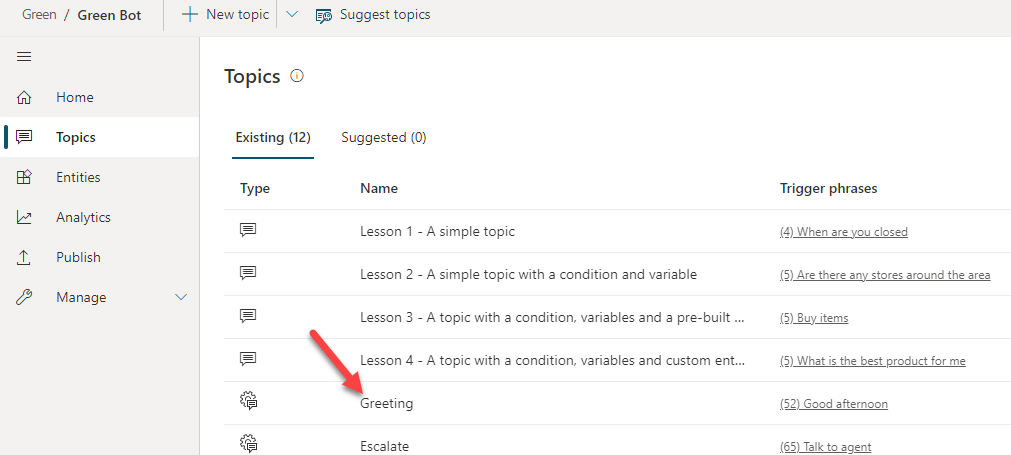 Green / Green Bot
New topic
Suggest topics
Home
Topics
Entities
Analytics
Publish
Manage
Topics
Existing (12) Suggested (0)
Type Name Trigger phrases
Lesson 1 - A simple topic (4) When are you closed
Lesson 2 - A simple topic with a condition and variable (5) Are there any stores around the area
Lesson 3 - A topic with a condition, variables and a pre-built ... (5) Buy items
Lesson 4 - A topic with a condition, variables and custom ent... (5) What is the best product for me
Greeting (52) Good afternoon
Escalate (65) Talk to agent